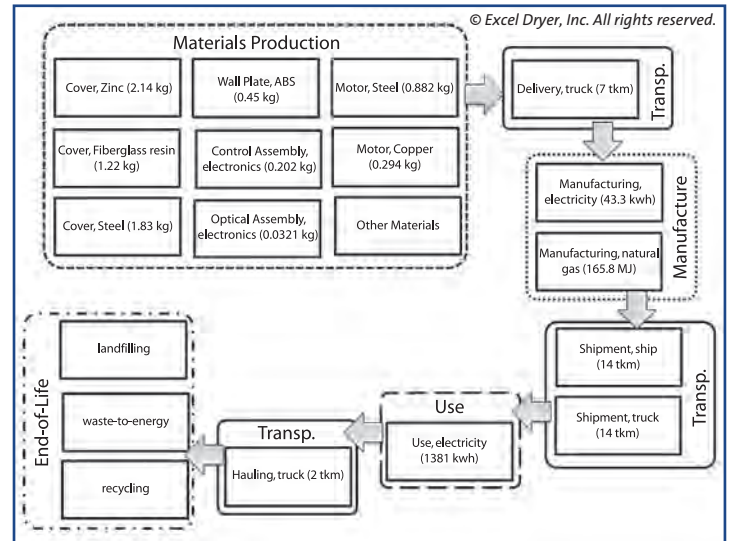 © Excel Dryer, Inc. All rights reserved.
Materials Production
Cover, Zinc (2.14 kg)
Wall Plate, ABS
(0.45 kg)
Motor, Steel (0.882 kg)
Cover, Fiberglass resin
(1.22 kg)
Control Assembly,
electronics (0.202 kg)
Motor, Copper
(0.294 kg)
Cover, Steel (1.83 kg)
Optical Assembly,
electronics (0.0321 kg)
Other Materials
Delivery, truck (7 tkm)
Transp.
Manufacturing,
electricity (43.3 kwh)
Manufacturing, natural
gas (165.8 MJ)
Manufacture
Shipment, ship
(14 tkm)
Shipment, truck
(14 tkm)
Transp.
Use
Use, electricity
(1381 kwh)
Transp.
Hauling, truck (2 tkm)
End-of-Life
landfilling
waste-to-energy
recycling